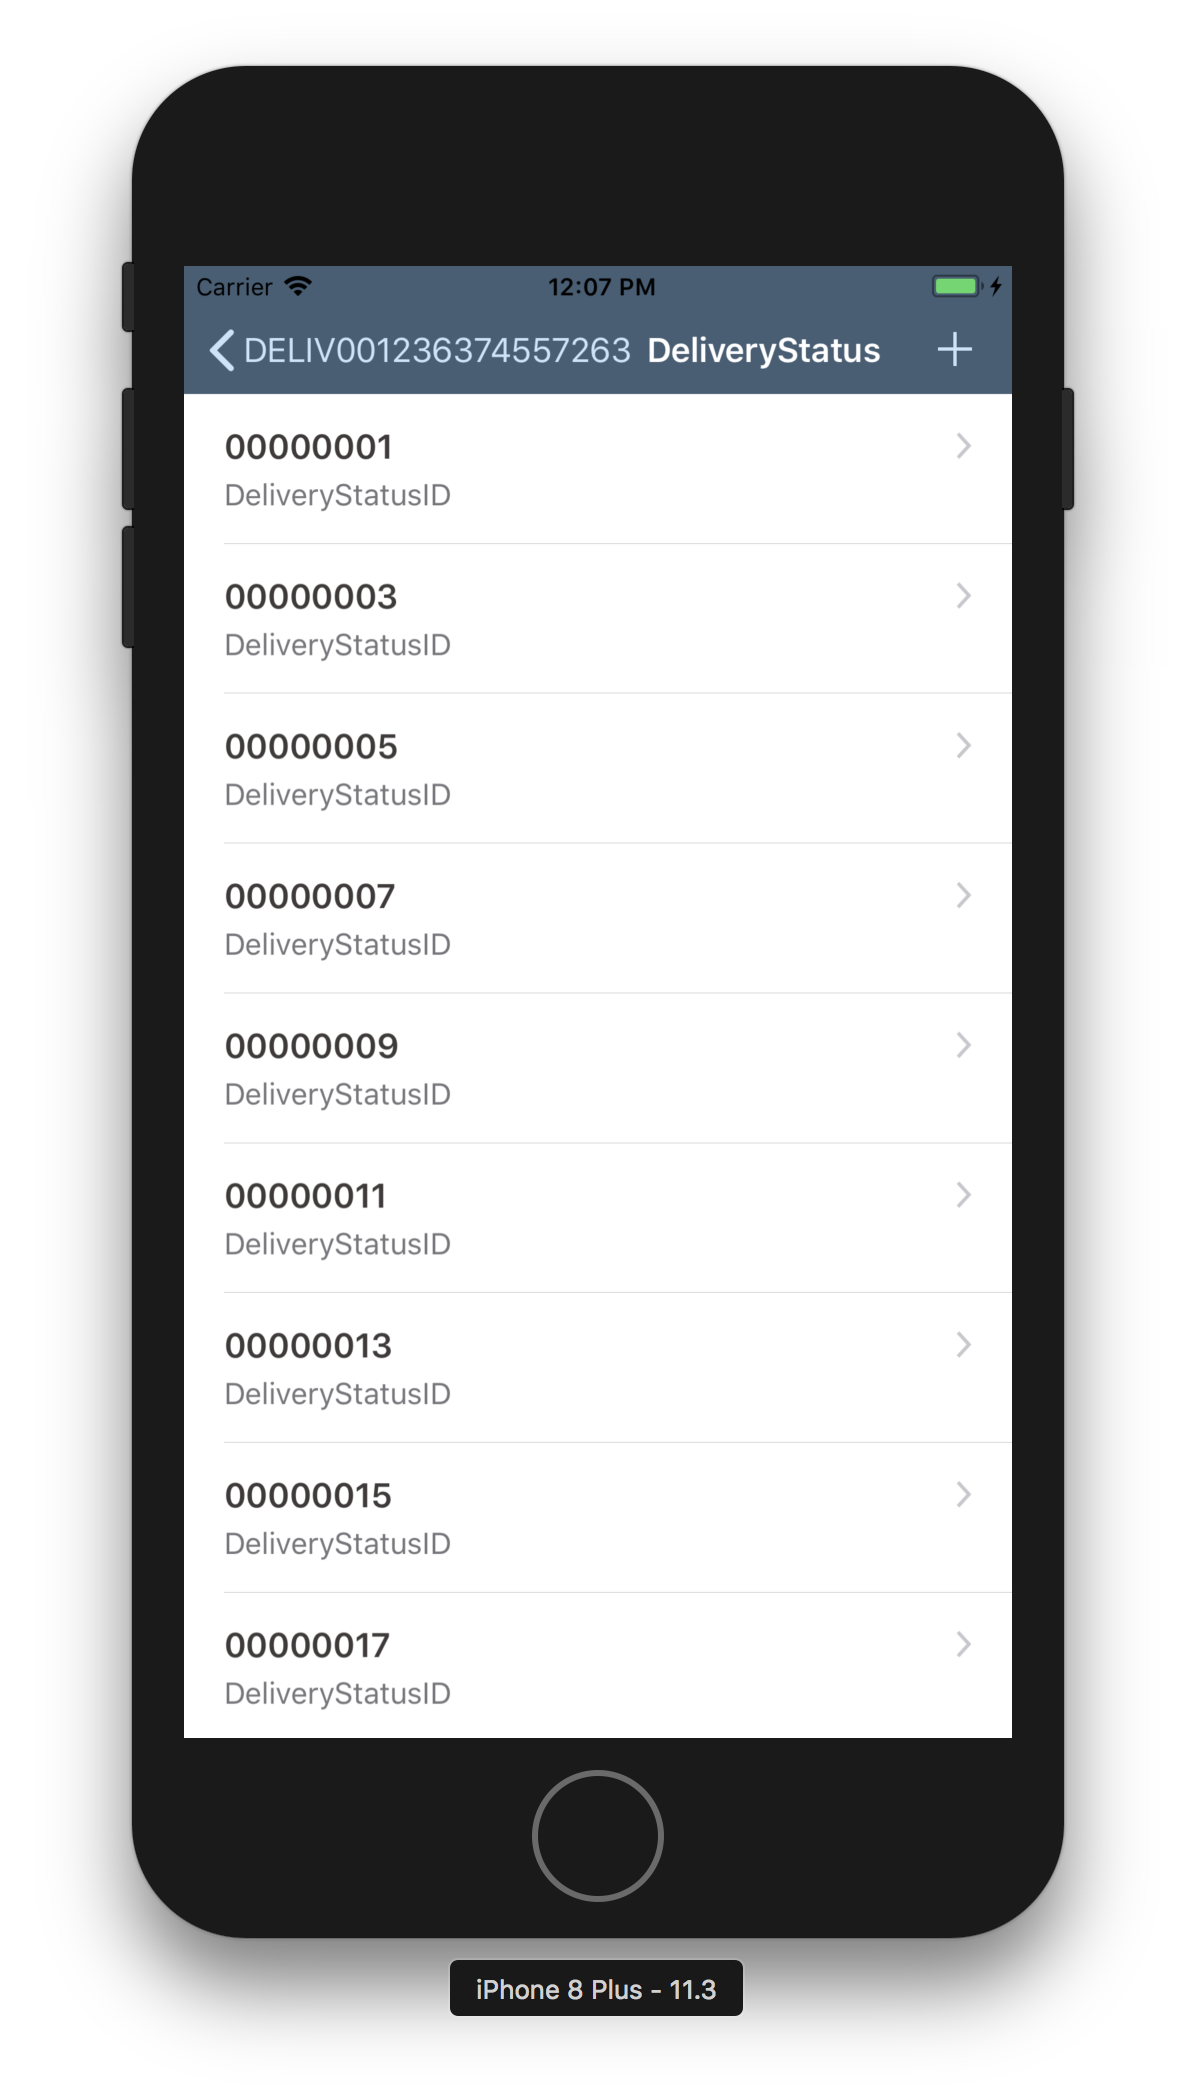 Carrier 12:07 PM
DELIV001236374557263 DeliveryStatus
00000001
DeliveryStatusID
00000003
DeliveryStatusID
00000005
DeliveryStatusID
00000007
DeliveryStatusID
00000009
DeliveryStatusID
00000011
DeliveryStatusID
00000013
DeliveryStatusID
00000015
DeliveryStatusID
00000017
DeliveryStatusID
iPhone 8 Plus - 11.3